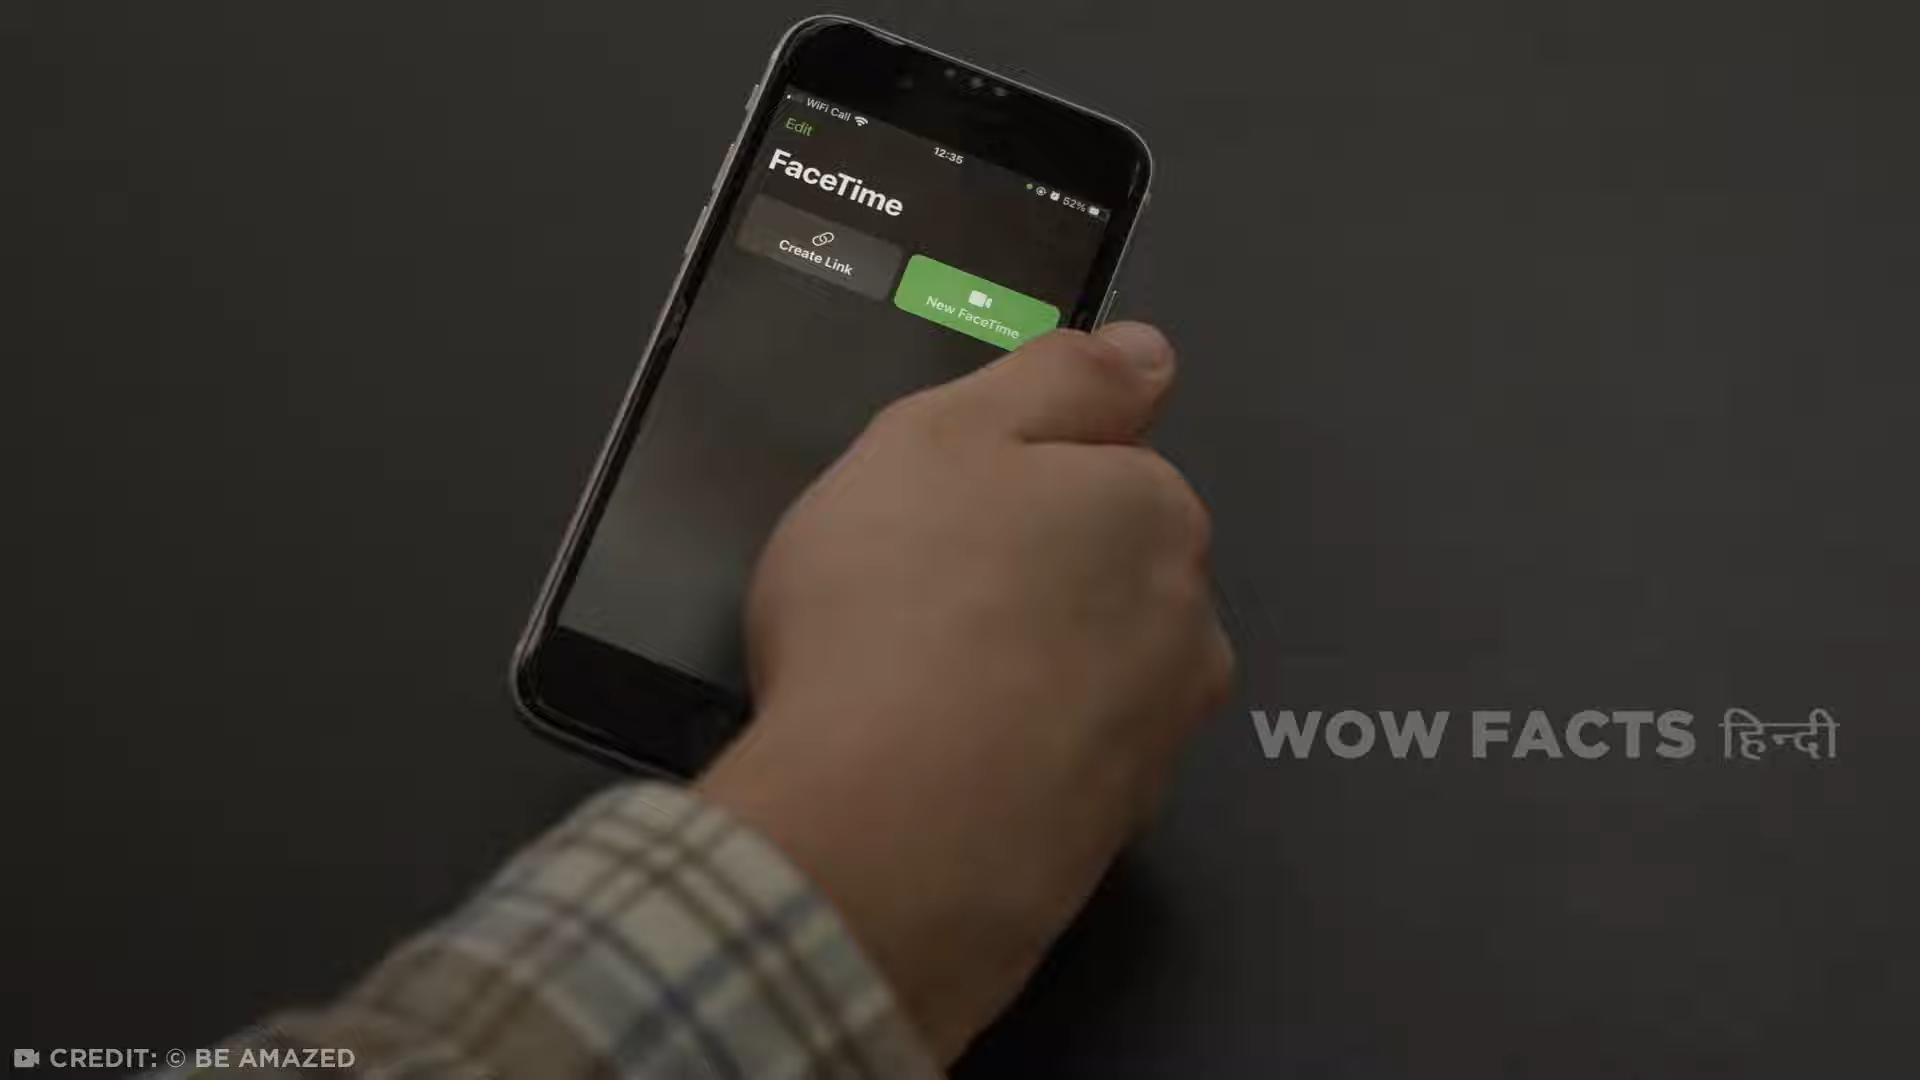 WiFi Call
12:35
52%
Edit
FaceTime
Create Link
New FaceTime
WOW FACTS हिन्दी
CREDIT: © BE AMAZED